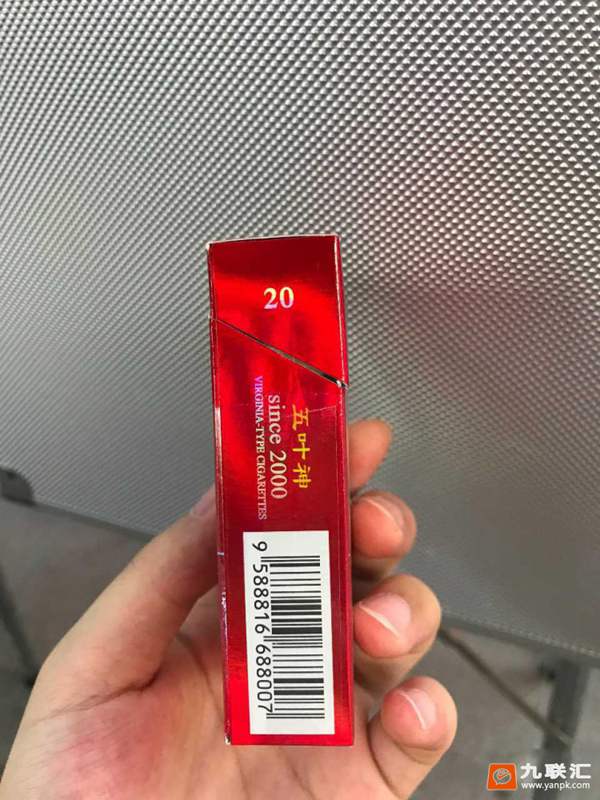 20
五叶神
since 2000
VIRGINIA-TYPE CIGARETTES
9 588816 688007
九联汇
www.yanpk.com